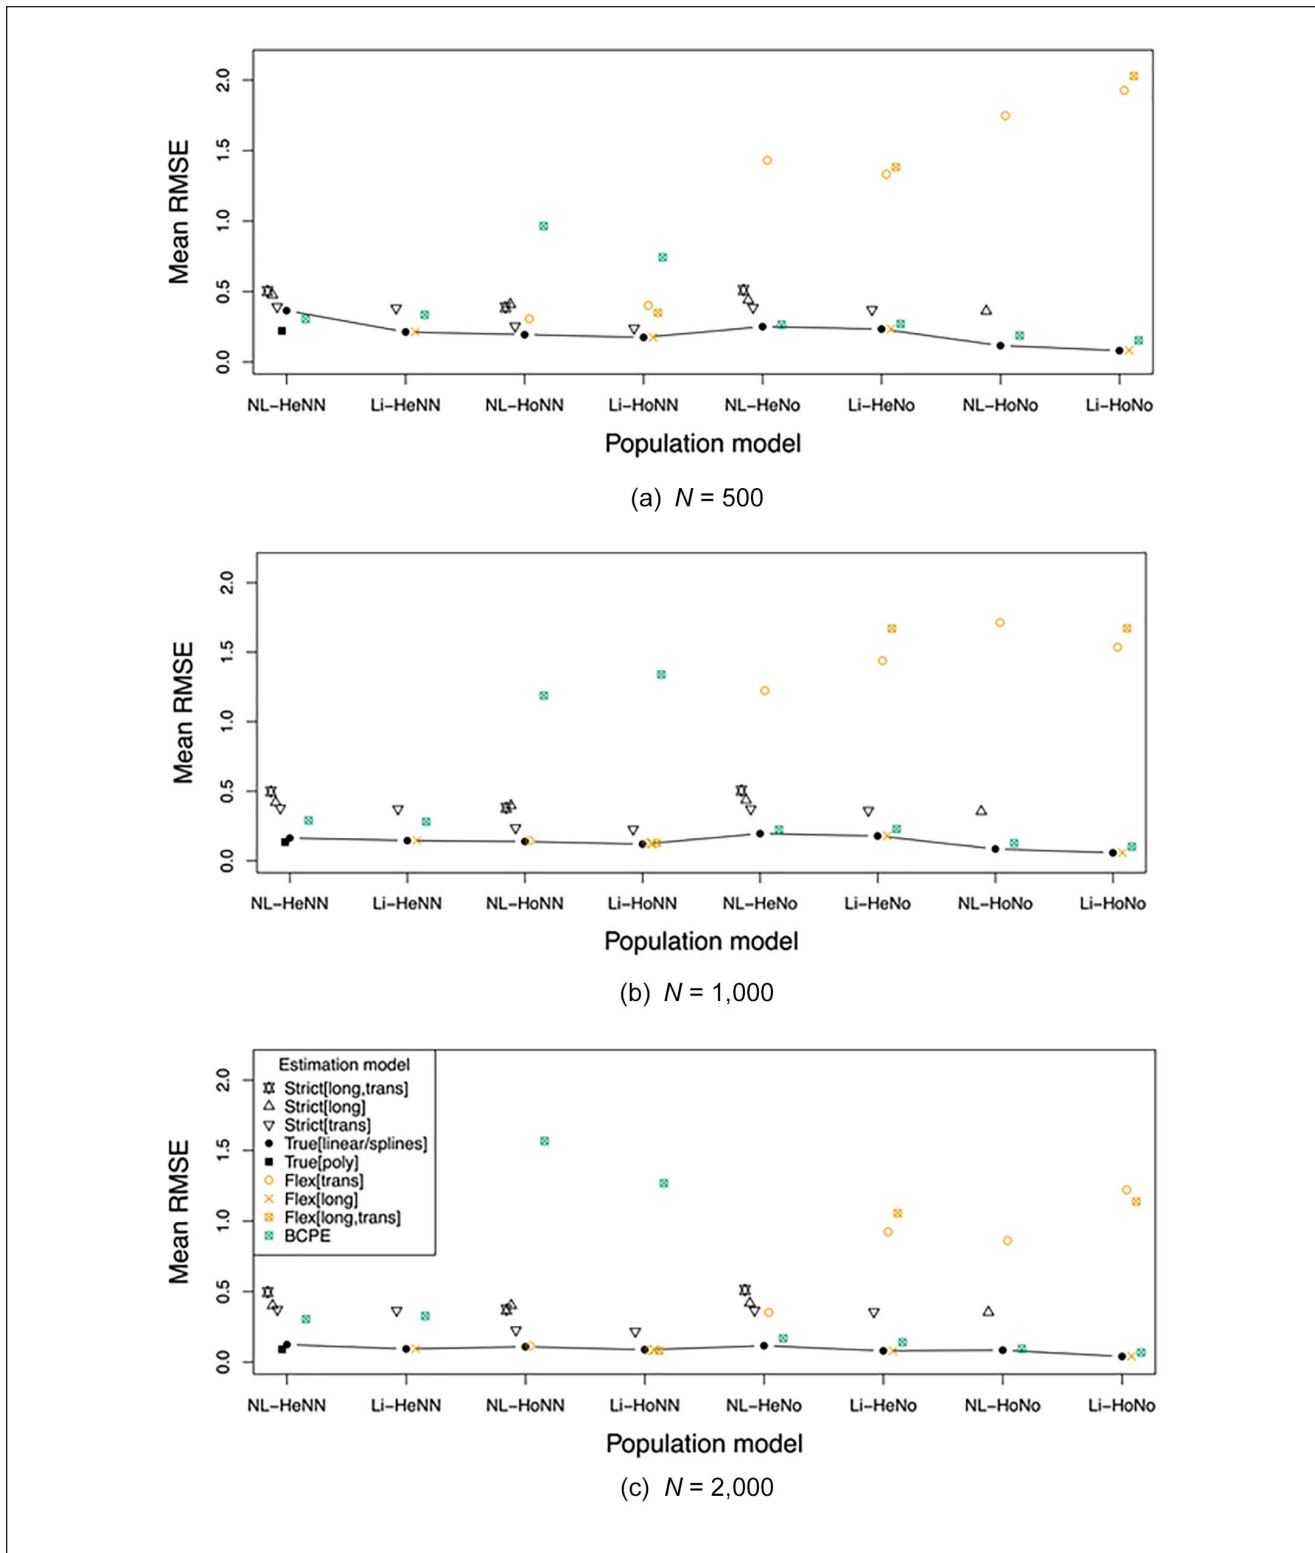 2.0
1.5
1.0
0.5
0.0
Mean RMSE
NL−HeNN Li−HeNN NL−HoNN Li−HoNN NL−HeNo Li−HeNo NL−HoNo Li−HoNo
Population model
(a) N = 500
2.0
1.5
1.0
0.5
0.0
Mean RMSE
NL−HeNN Li−HeNN NL−HoNN Li−HoNN NL−HeNo Li−HeNo NL−HoNo Li−HoNo
Population model
(b) N = 1,000
2.0
1.5
1.0
0.5
0.0
Mean RMSE
Estimation model
Strict[long,trans]
Strict[long]
Strict[trans]
True[linear/splines]
True[poly]
Flex[trans]
Flex[long]
Flex[long,trans]
BCPE
NL−HeNN Li−HeNN NL−HoNN Li−HoNN NL−HeNo Li−HeNo NL−HoNo Li−HoNo
Population model
(c) N = 2,000